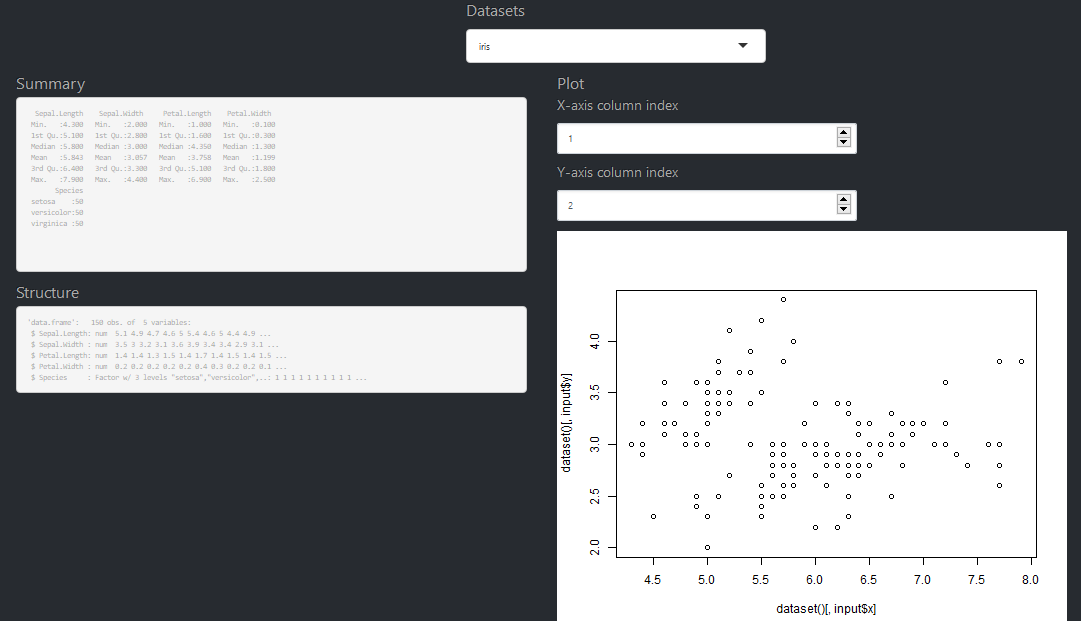 Datasets
iris
Summary
Sepal.Length Sepal.Width Petal.Length Petal.Width
Min. :4.300 Min. :2.000 Min. :1.000 Min. :0.100
1st Qu.:5.100 1st Qu.:2.800 1st Qu.:1.600 1st Qu.:0.300
Median :5.800 Median :3.000 Median :4.350 Median :1.300
Mean :5.843 Mean :3.057 Mean :3.758 Mean :1.199
3rd Qu.:6.400 3rd Qu.:3.300 3rd Qu.:5.100 3rd Qu.:1.800
Max. :7.900 Max. :4.400 Max. :6.900 Max. :2.500
Species
setosa :50
versicolor:50
virginica :50
Structure
'data.frame': 150 obs. of 5 variables:
$ Sepal.Length: num 5.1 4.9 4.7 4.6 5 5.4 4.6 5 4.4 4.9 ...
$ Sepal.Width : num 3.5 3 3.2 3.1 3.6 3.9 3.4 3.4 2.9 3.1 ...
$ Petal.Length: num 1.4 1.4 1.3 1.5 1.4 1.7 1.4 1.5 1.4 1.5 ...
$ Petal.Width : num 0.2 0.2 0.2 0.2 0.2 0.4 0.3 0.2 0.2 0.1 ...
$ Species : Factor w/ 3 levels "setosa","versicolor",..: 1 1 1 1 1 1 1 1 1 1 ...
Plot
X-axis column index
1
Y-axis column index
2
dataset()[, input$y]
4.0
3.5
3.0
2.5
2.0
4.5 5.0 5.5 6.0 6.5 7.0 7.5 8.0
dataset()[, input$x]